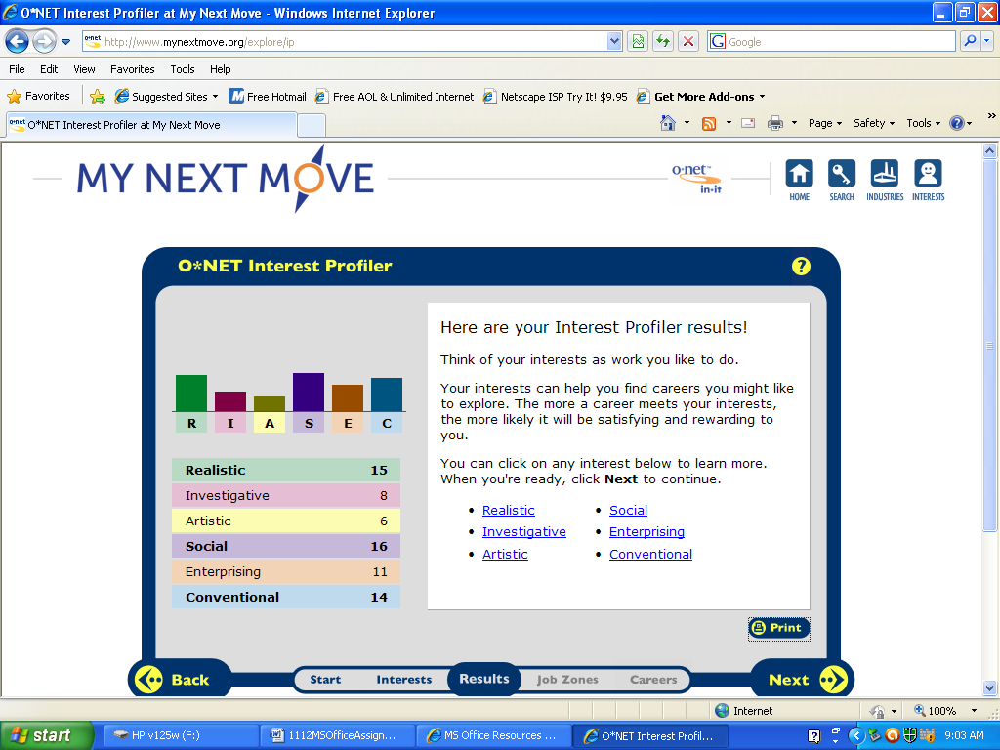 O*NET Interest Profiler at My Next Move - Windows Internet Explorer
o·net http://www.mynextmove.org/explore/ip Google
File Edit View Favorites Tools Help
Favorites Suggested Sites Free Hotmail Free AOL & Unlimited Internet Netscape ISP Try It! $9.95 Get More Add-ons
O*NET Interest Profiler at My Next Move Page Safety Tools
MY NEXT MOVE
o·net™
in-it
HOME SEARCH INDUSTRIES INTERESTS
O*NET Interest Profiler ?
Here are your Interest Profiler results!
Think of your interests as work you like to do.
Your interests can help you find careers you might like
to explore. The more a career meets your interests,
the more likely it will be satisfying and rewarding to
you.
You can click on any interest below to learn more.
When you're ready, click Next to continue.
• Realistic
• Investigative
• Artistic
• Social
• Enterprising
• Conventional
R I A S E C
Realistic 15
Investigative 8
Artistic 6
Social 16
Enterprising 11
Conventional 14
Print
Back Start Interests Results Job Zones Careers Next
Internet 100%
start HP v125w (F:) 1112MSOfficeAssign... MS Office Resources ... O*NET Interest Profil... 9:03 AM